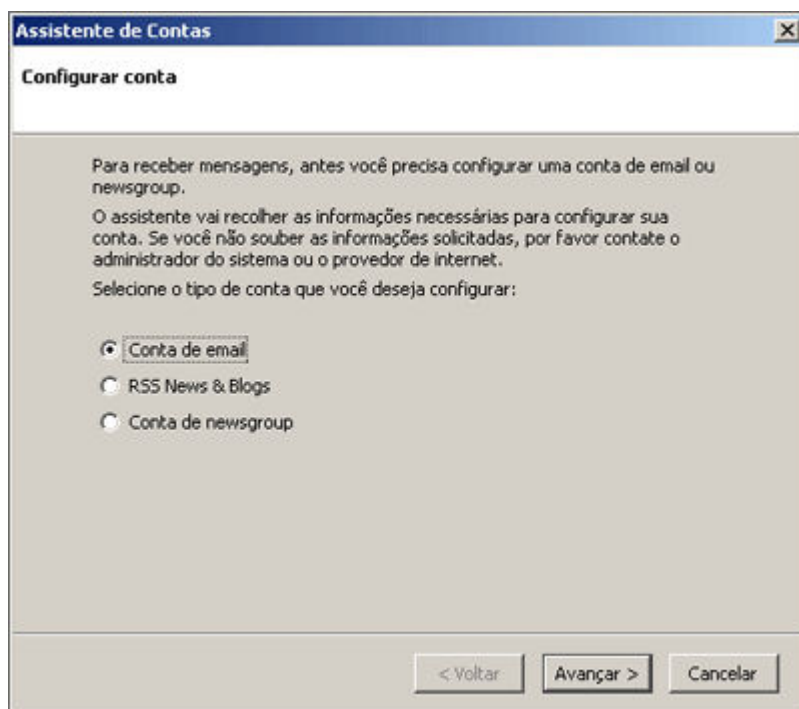 Assistente de Contas
Configurar conta
Para receber mensagens, antes você precisa configurar uma conta de email ou
newsgroup.
O assistente vai recolher as informações necessárias para configurar sua
conta. Se você não souber as informações solicitadas, por favor contate o
administrador do sistema ou o provedor de internet.
Selecione o tipo de conta que você deseja configurar:
Conta de email
RSS News & Blogs
Conta de newsgroup
< Voltar Avançar > Cancelar